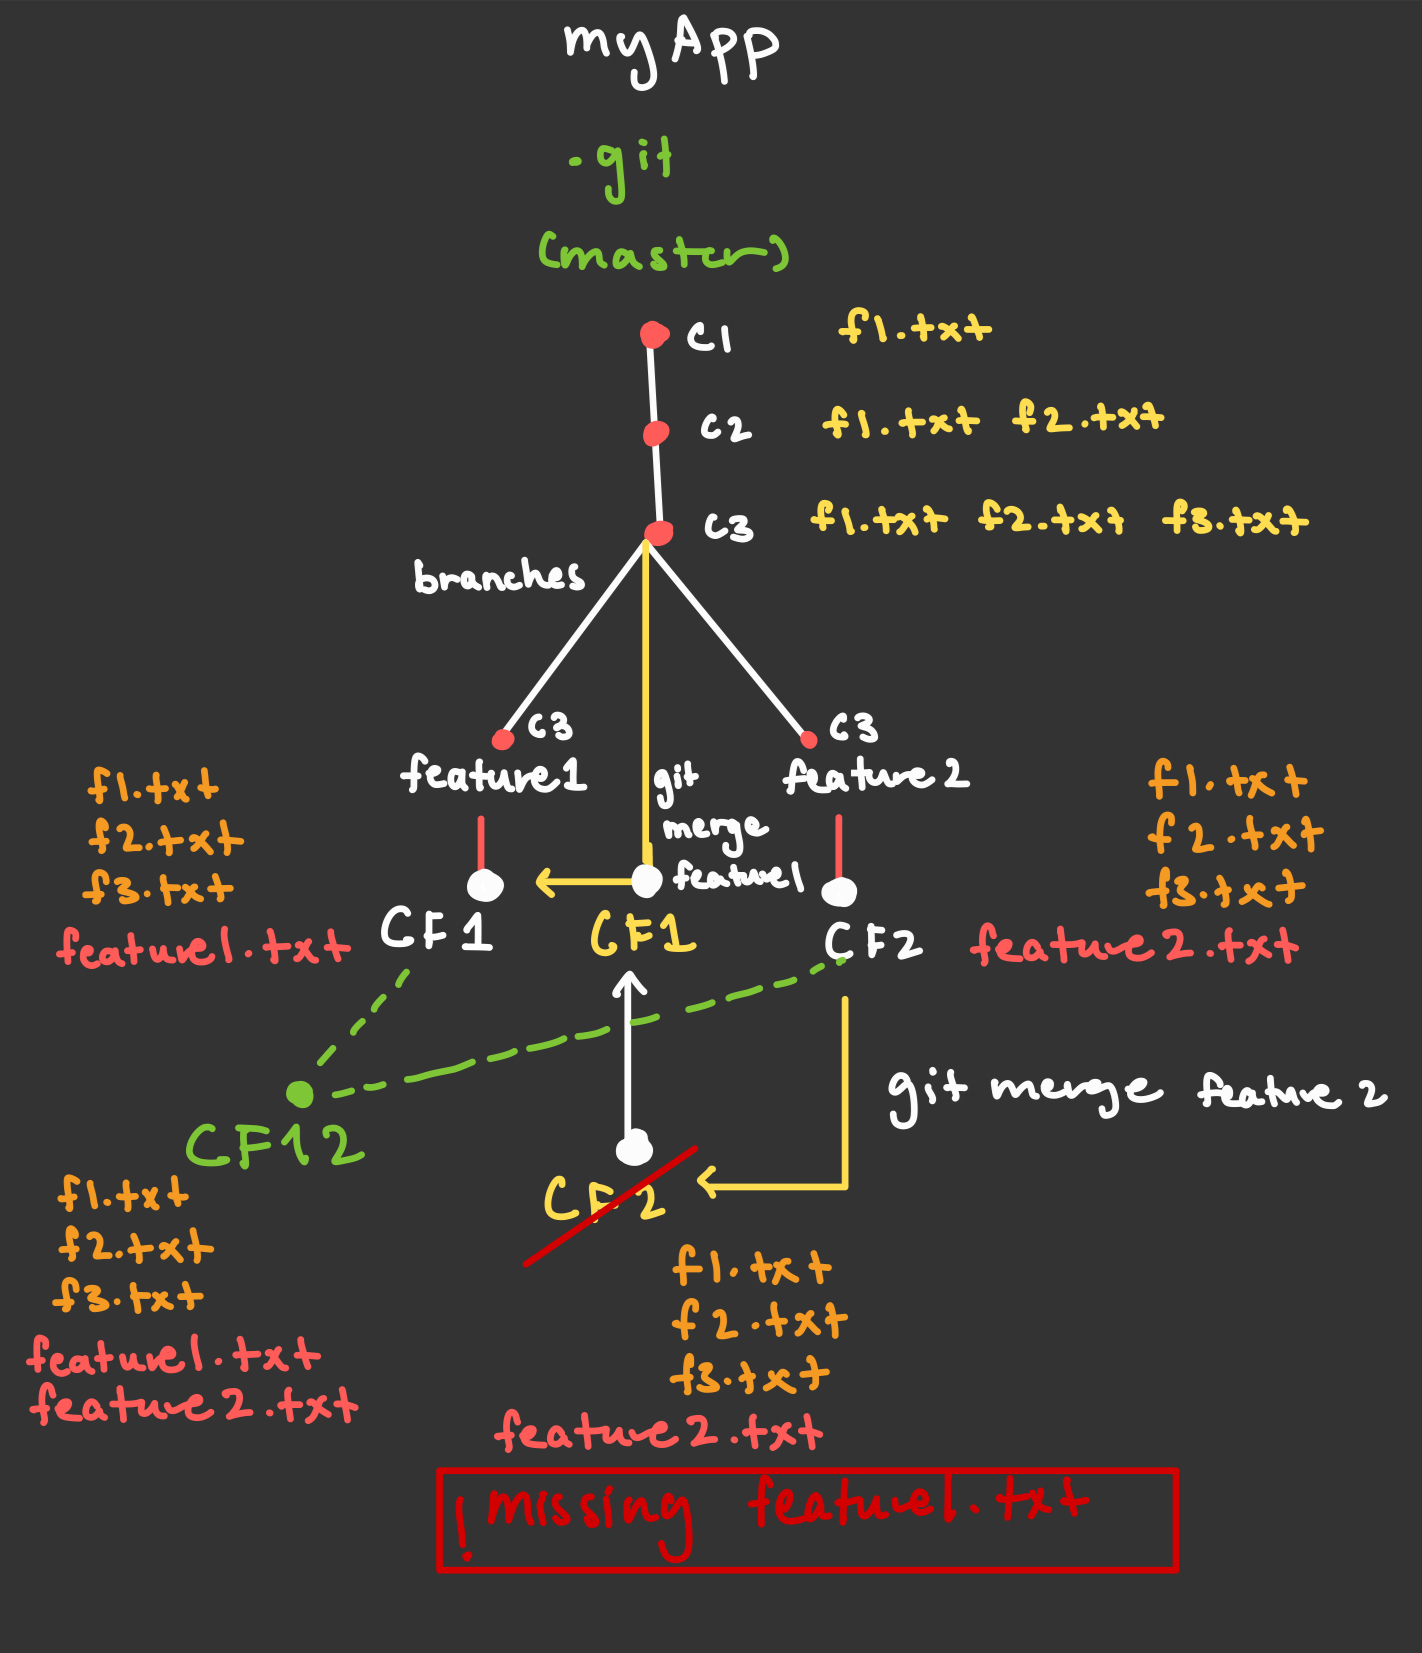 myApp
.git
(master)
C1 f1.txt
C2 f1.txt f2.txt
C3 f1.txt f2.txt f3.txt
branches
C3
feature1
C3
feature2
git
merge
feature1
f1.txt
f2.txt
f3.txt
feature1.txt
CF1
CF1
CF2
f1.txt
f2.txt
f3.txt
feature2.txt
git merge feature2
CF12
f1.txt
f2.txt
f3.txt
feature1.txt
feature2.txt
CF2
f1.txt
f2.txt
f3.txt
feature2.txt
! missing feature1.txt